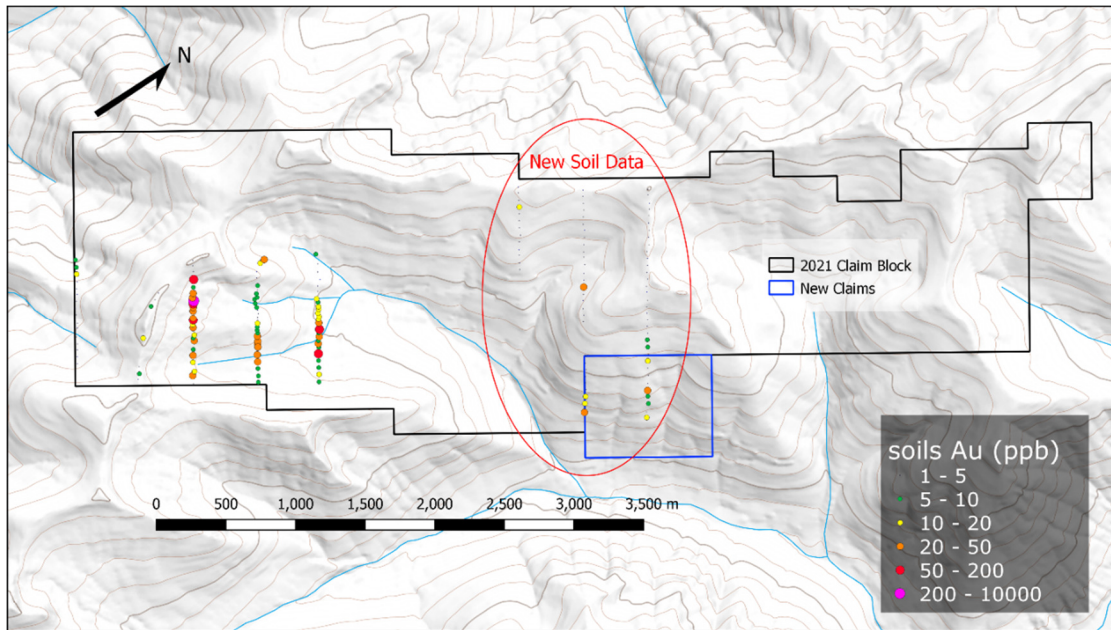 N
New Soil Data
2021 Claim Block
New Claims
0 500 1,000 1,500 2,000 2,500 3,000 3,500 m
soils Au (ppb)
1 - 5
5 - 10
10 - 20
20 - 50
50 - 200
200 - 10000